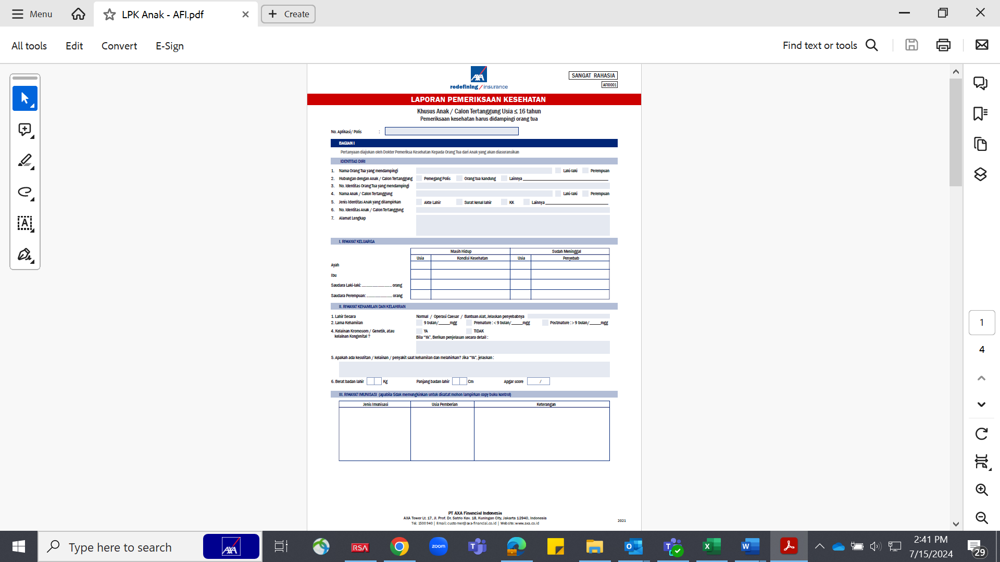 Menu
LPK Anak - AFI.pdf
Create
All tools
Edit
Convert
E-Sign
Find text or tools
AXA
redefining / insurance
SANGAT RAHASIA
AFI0001
LAPORAN PEMERIKSAAN KESEHATAN
Khusus Anak / Calon Tertanggung Usia ≤ 16 tahun
Pemeriksaan kesehatan harus didampingi orang tua
No. Aplikasi/ Polis :
BAGIAN I
Pertanyaan diajukan oleh Dokter Pemeriksa Kesehatan Kepada Orang Tua dari Anak yang akan diasuransikan
IDENTITAS DIRI
1. Nama Orang Tua yang mendampingi Laki-laki Perempuan
2. Hubungan dengan Anak / Calon Tertanggung Pemegang Polis Orang tua kandung Lainnya
3. No. Identitas Orang Tua yang mendampingi
4. Nama Anak / Calon Tertanggung Laki-laki Perempuan
5. Jenis Identitas Anak yang dilampirkan Akte Lahir Surat kenal lahir KK Lainnya
6. No. Identitas Anak / Calon Tertanggung
7. Alamat Lengkap
I. RIWAYAT KELUARGA
Masih Hidup Sudah Meninggal
Usia Kondisi Kesehatan Usia Penyebab
Ayah
Ibu
Saudara Laki-laki: ............................ orang
Saudara Perempuan: ........................ orang
II. RIWAYAT KEHAMILAN DAN KELAHIRAN
1. Lahir Secara Normal / Operasi Caesar / Bantuan Alat, Jelaskan penyebabnya
2. Lama Kehamilan 9 bulan/_____mgg Premature : < 9 bulan/_____mgg Postmature : > 9 bulan/_____mgg
4. Kelainan Kromosom / Genetik, atau YA TIDAK
kelainan Kongenital ? Bila "YA", Berikan penjelasan secara detail :
5. Apakah ada kesulitan / kelainan / penyakit saat kehamilan dan melahirkan? Jika "YA", jelaskan :
6. Berat badan lahir Kg Panjang badan lahir Cm Apgar score /
III. RIWAYAT IMUNISASI (apabila tidak memungkinkan untuk dicatat mohon lampirkan copy buku kontrol)
Jenis Imunisasi Usia Pemberian Keterangan
PT AXA Financial Indonesia
AXA Tower Lt. 17, Jl. Prof. Dr. Satrio Kav. 18, Kuningan City, Jakarta 12940, Indonesia
Tel: 1500 940 | Email: customer@axa-financial.co.id | Website: www.axa.co.id
2021
1
4
Type here to search
AXA
RSA
zoom
2:41 PM
7/15/2024
29